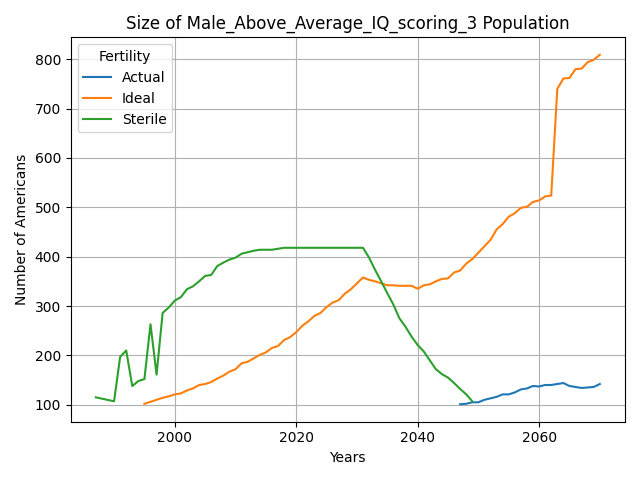 Size of Male_Above_Average_IQ_scoring_3 Population
Fertility
Actual
Ideal
Sterile
Number of Americans
800
700
600
500
400
300
200
100
2000 2020 2040 2060
Years